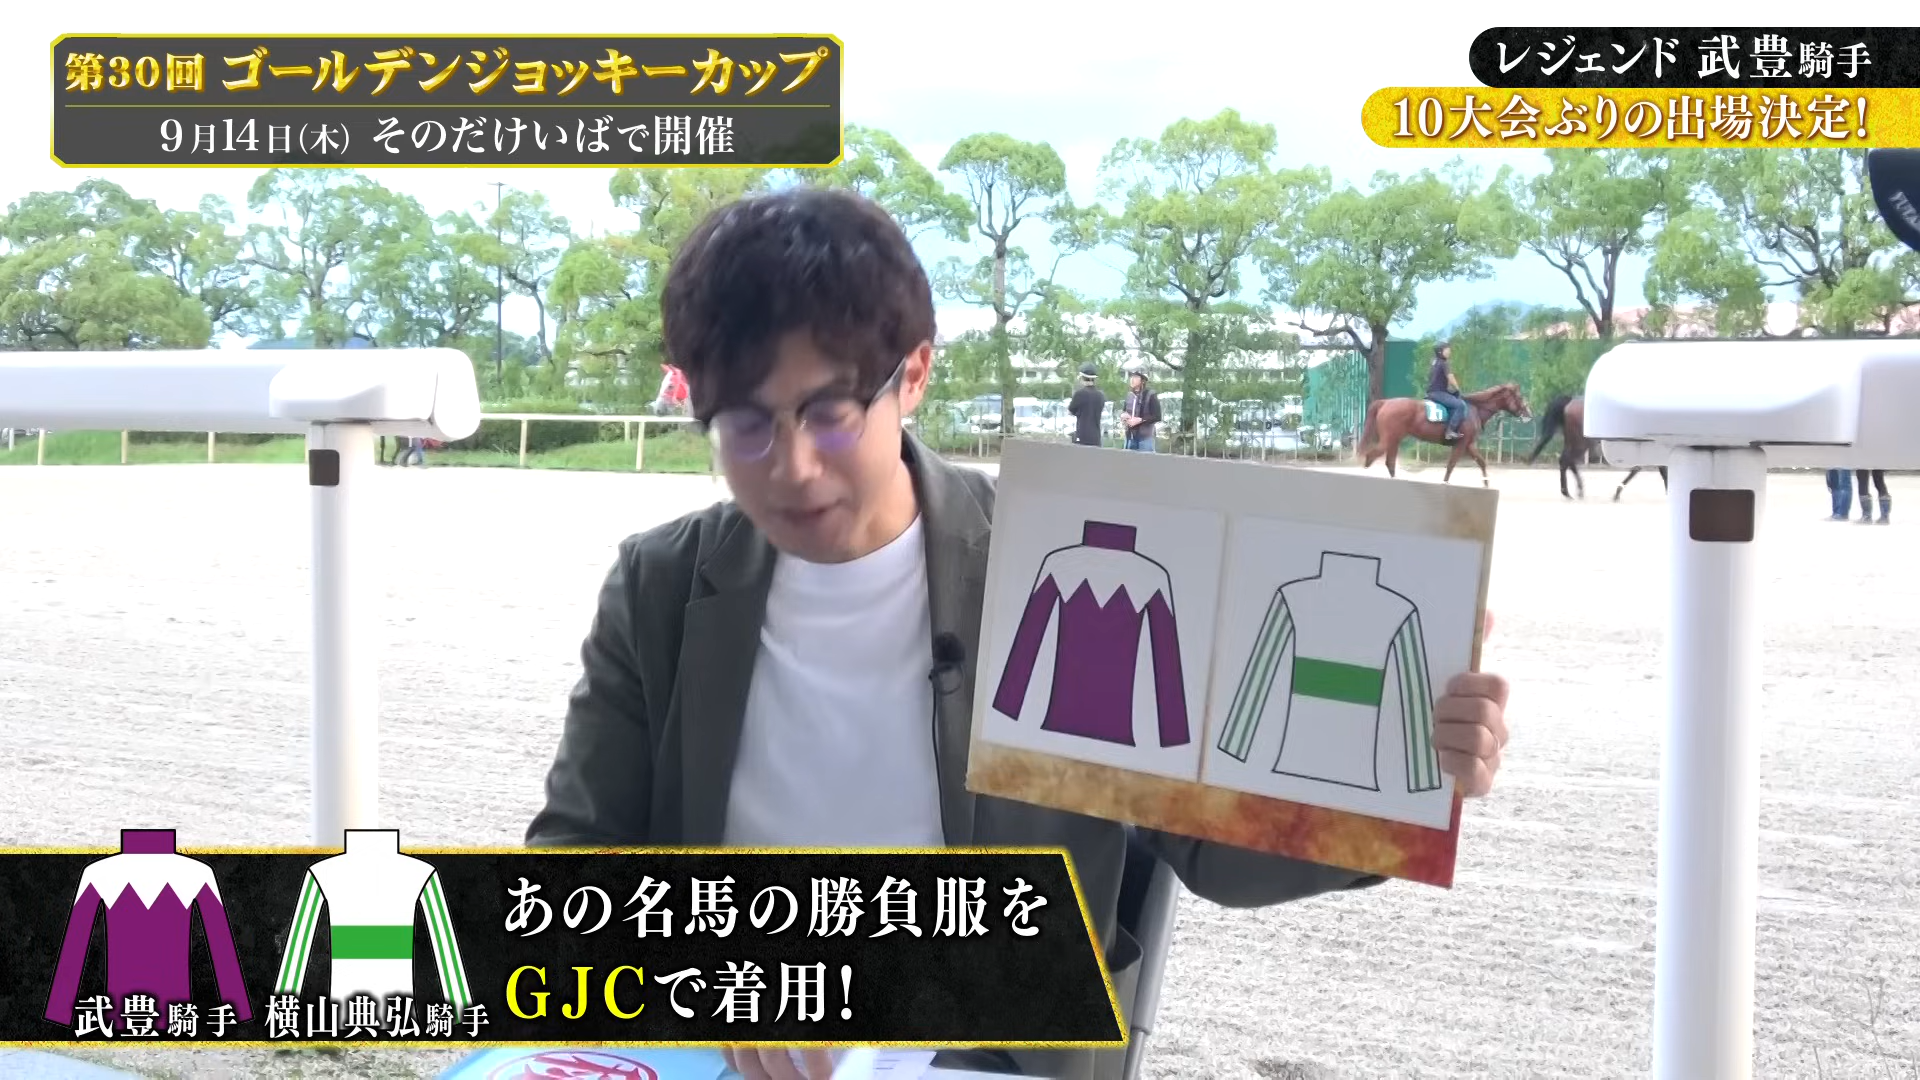 第30回 ゴールデンジョッキーカップ
9月14日(木) そのだけいばで開催
レジェンド 武豊騎手
10大会ぶりの出場決定!
あの名馬の勝負服を
GJCで着用!
武豊騎手 横山典弘騎手